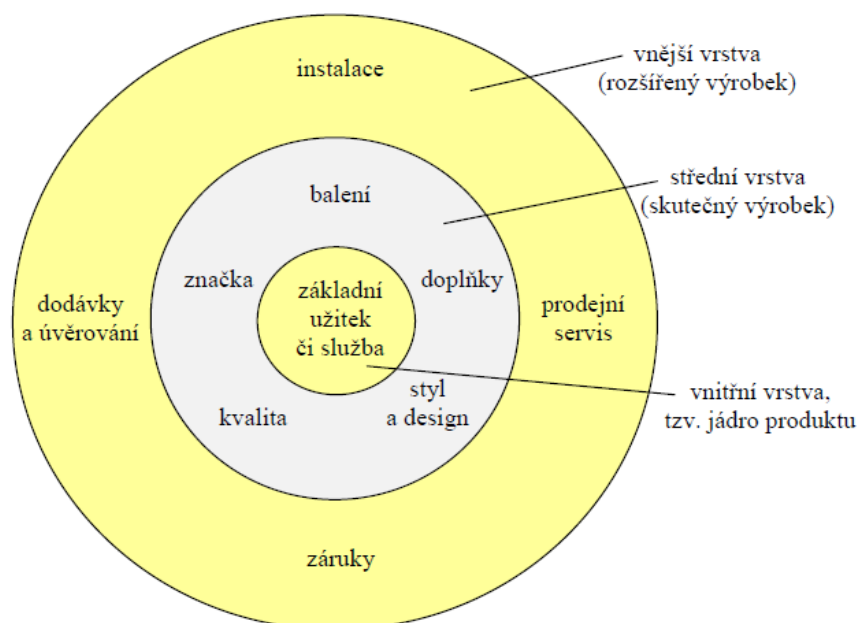 instalace
vnější vrstva
(rozšířený výrobek)
balení
střední vrstva
(skutečný výrobek)
značka
doplňky
základní
užitek
či služba
dodávky
a úvěrování
prodejní
servis
styl
a design
kvalita
vnitřní vrstva,
tzv. jádro produktu
záruky